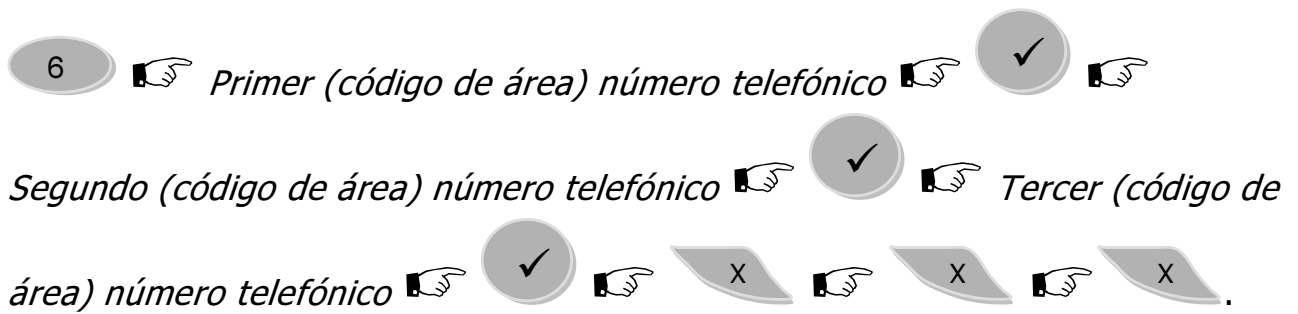 6 ☞ Primer (código de área) número telefónico ☞ ✓ ☞
Segundo (código de área) número telefónico ☞ ✓ ☞ Tercer (código de
área) número telefónico ☞ ✓ ☞ X ☞ X ☞ X.